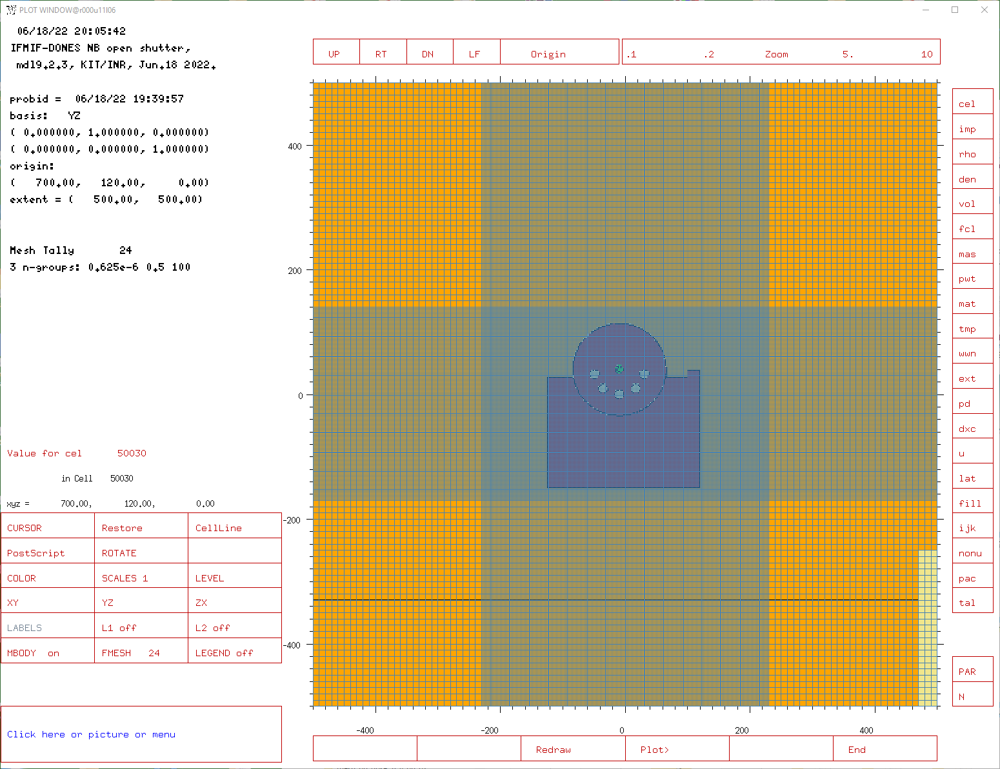 PLOT WINDOW@r000u11l06
06/18/22 20:05:42
IFMIF-DONES NB open shutter,
mdl9.2.3, KIT/INR, Jun.18 2022.
probid = 06/18/22 19:39:57
basis: YZ
( 0.000000, 1.000000, 0.000000)
( 0.000000, 0.000000, 1.000000)
origin:
( 700.00, 120.00, 0.00)
extent = ( 500.00, 500.00)
Mesh Tally 24
3 n-groups: 0.625e-6 0.5 100
UP RT DN LF Origin .1 .2 Zoom 5. 10
400
200
0
-200
-400
-400 -200 0 200 400
cel
imp
rho
den
vol
fcl
mas
pwt
mat
tmp
wwn
ext
pd
dxc
u
lat
fill
ijk
nonu
pac
tal
PAR
N
Value for cel 50030
in Cell 50030
xyz = 700.00, 120.00, 0.00
CURSOR Restore CellLine
PostScript ROTATE
COLOR SCALES 1 LEVEL
XY YZ ZX
LABELS L1 off L2 off
MBODY on FMESH 24 LEGEND off
Click here or picture or menu
Redraw Plot> End